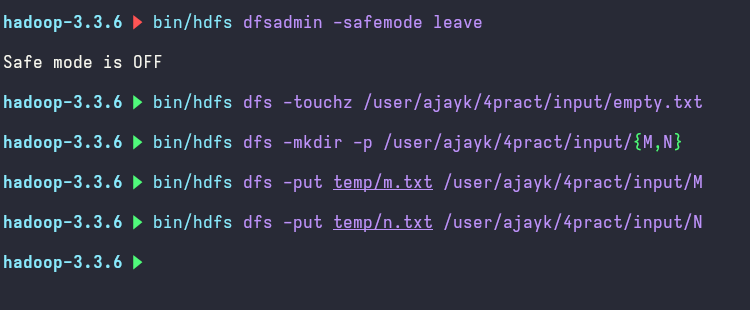 hadoop-3.3.6 ▶ bin/hdfs dfsadmin -safemode leave
Safe mode is OFF
hadoop-3.3.6 ▶ bin/hdfs dfs -touchz /user/ajayk/4pract/input/empty.txt
hadoop-3.3.6 ▶ bin/hdfs dfs -mkdir -p /user/ajayk/4pract/input/{M,N}
hadoop-3.3.6 ▶ bin/hdfs dfs -put temp/m.txt /user/ajayk/4pract/input/M
hadoop-3.3.6 ▶ bin/hdfs dfs -put temp/n.txt /user/ajayk/4pract/input/N
hadoop-3.3.6 ▶